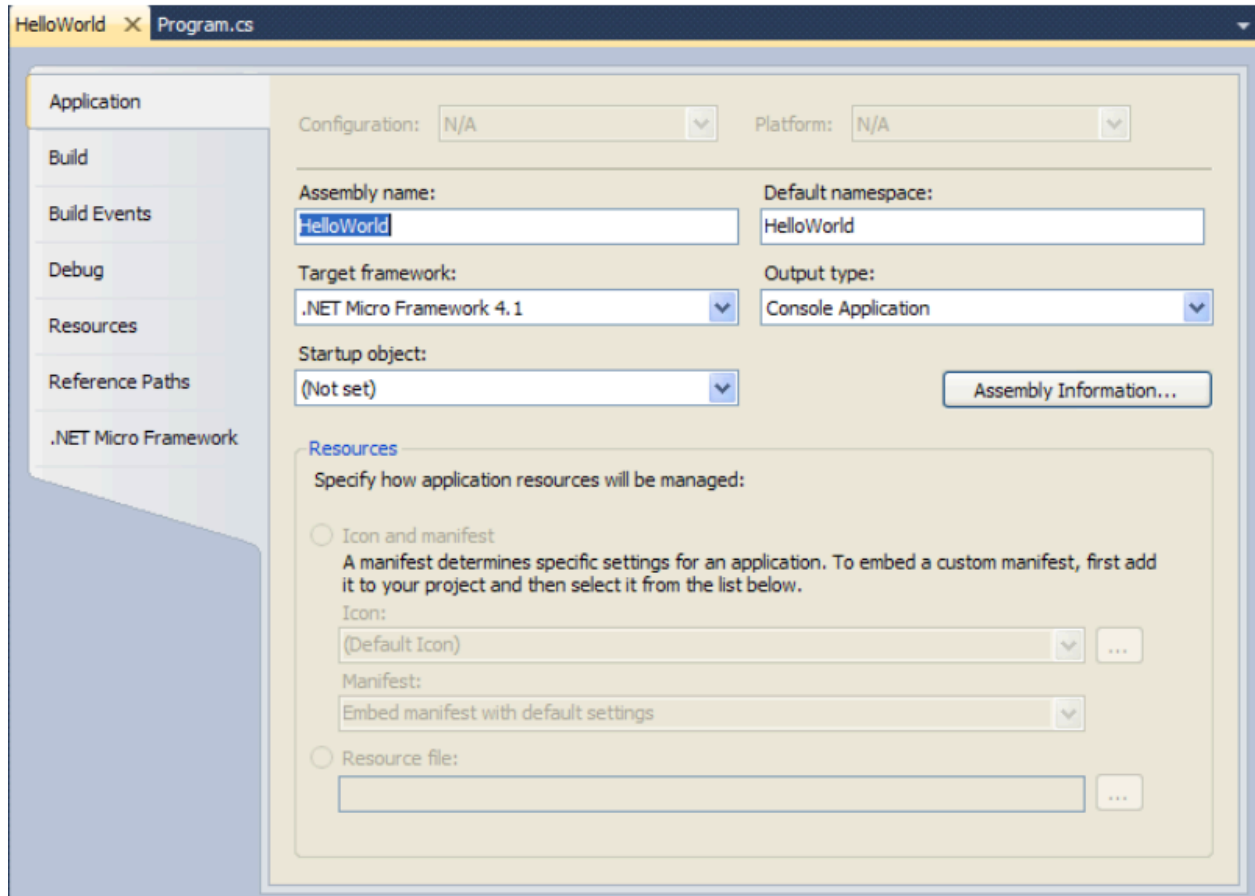 HelloWorld
Program.cs
Application
Build
Build Events
Debug
Resources
Reference Paths
.NET Micro Framework
Configuration: N/A Platform: N/A
Assembly name: Default namespace:
HelloWorld HelloWorld
Target framework: Output type:
.NET Micro Framework 4.1 Console Application
Startup object:
(Not set) Assembly Information...
Resources
Specify how application resources will be managed:
Icon and manifest
A manifest determines specific settings for an application. To embed a custom manifest, first add
it to your project and then select it from the list below.
Icon:
(Default Icon) ...
Manifest:
Embed manifest with default settings
Resource file:
...